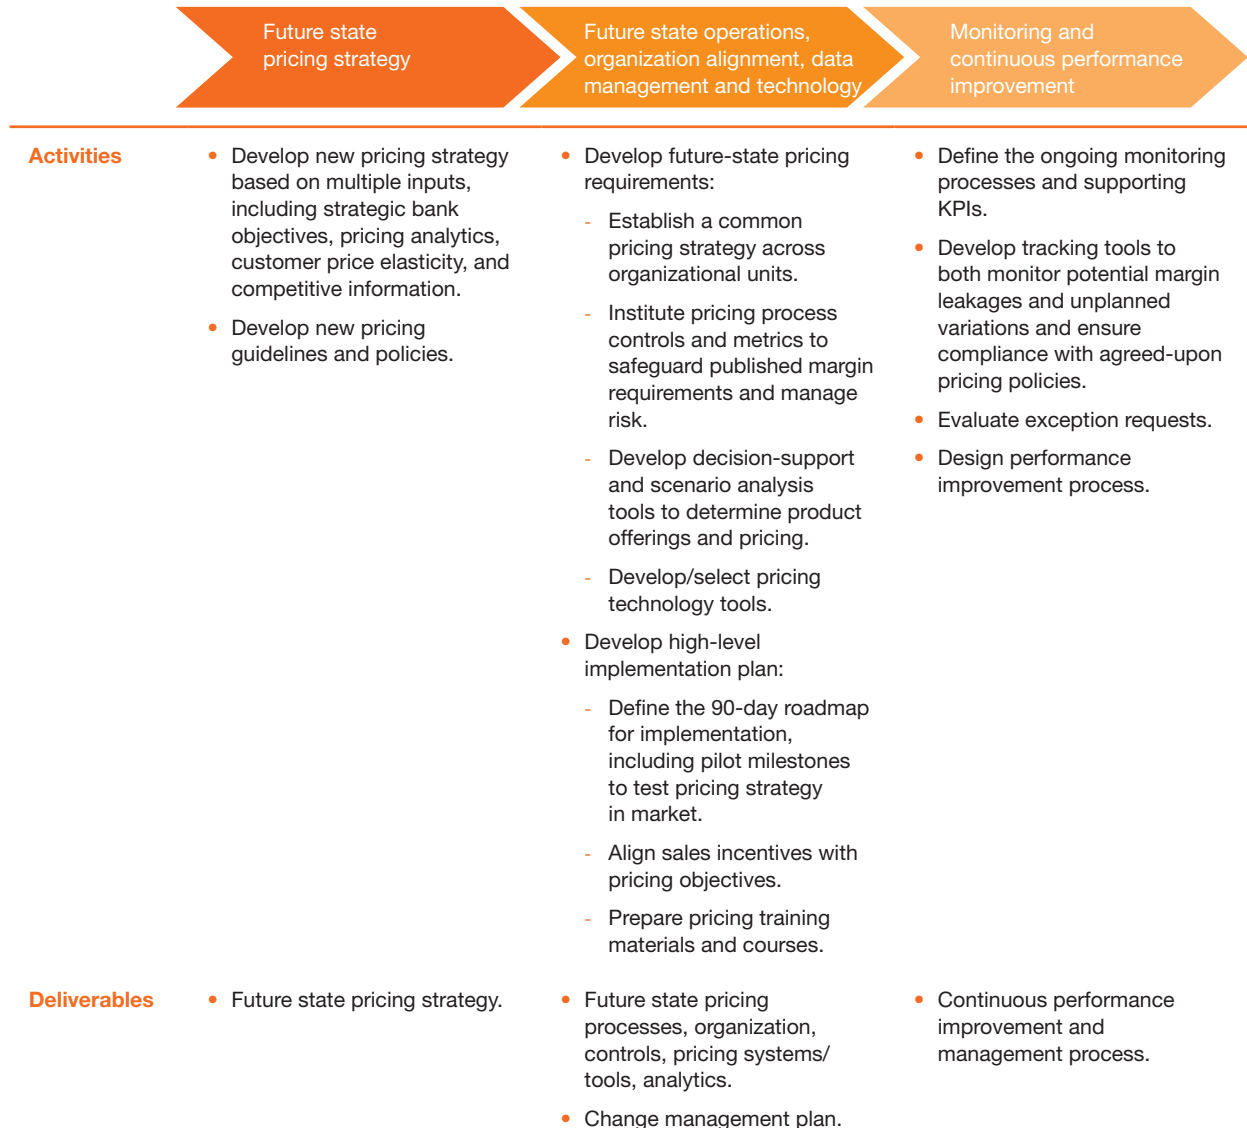 Future state
pricing strategy
Future state operations,
organization alignment, data
management and technology
Monitoring and
continuous performance
improvement
Activities
• Develop new pricing strategy
based on multiple inputs,
including strategic bank
objectives, pricing analytics,
customer price elasticity, and
competitive information.
• Develop new pricing
guidelines and policies.
• Develop future-state pricing
requirements:
- Establish a common
pricing strategy across
organizational units.
- Institute pricing process
controls and metrics to
safeguard published margin
requirements and manage
risk.
- Develop decision-support
and scenario analysis
tools to determine product
offerings and pricing.
- Develop/select pricing
technology tools.
• Develop high-level
implementation plan:
- Define the 90-day roadmap
for implementation,
including pilot milestones
to test pricing strategy
in market.
- Align sales incentives with
pricing objectives.
- Prepare pricing training
materials and courses.
• Define the ongoing monitoring
processes and supporting
KPIs.
• Develop tracking tools to
both monitor potential margin
leakages and unplanned
variations and ensure
compliance with agreed-upon
pricing policies.
• Evaluate exception requests.
• Design performance
improvement process.
Deliverables
• Future state pricing strategy.
• Future state pricing
processes, organization,
controls, pricing systems/
tools, analytics.
• Change management plan.
• Continuous performance
improvement and
management process.